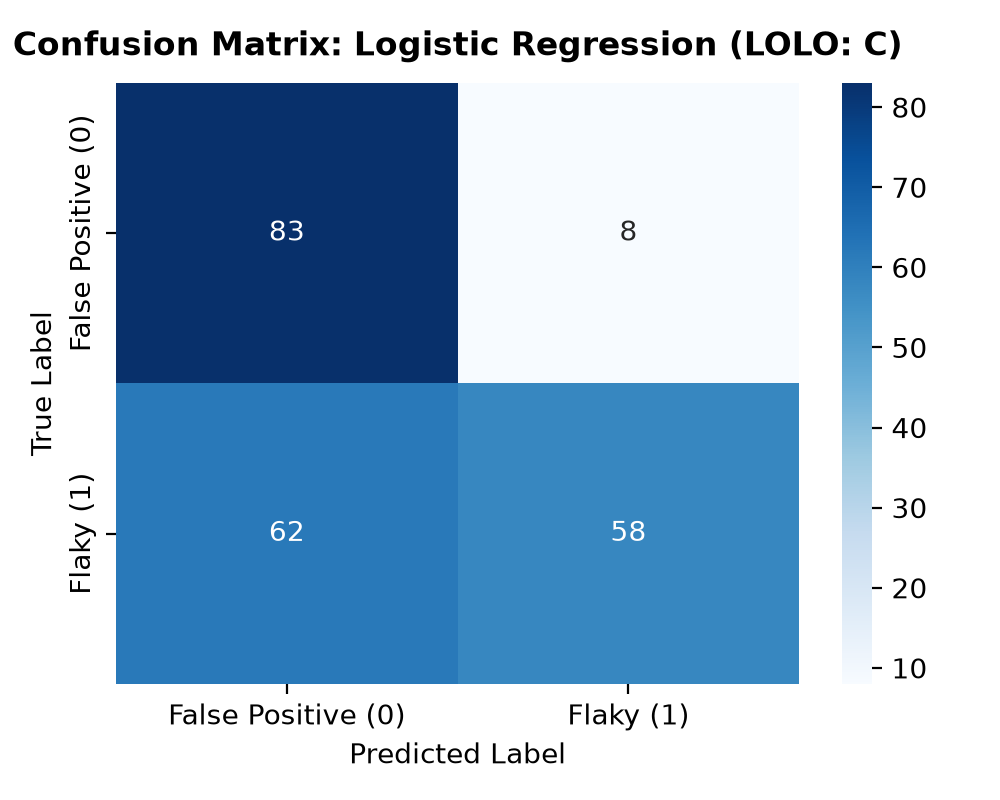 Confusion Matrix: Logistic Regression (LOLO: C)
True Label
False Positive (0)
Flaky (1)
83
8
62
58
80
70
60
50
40
30
20
10
False Positive (0)
Flaky (1)
Predicted Label